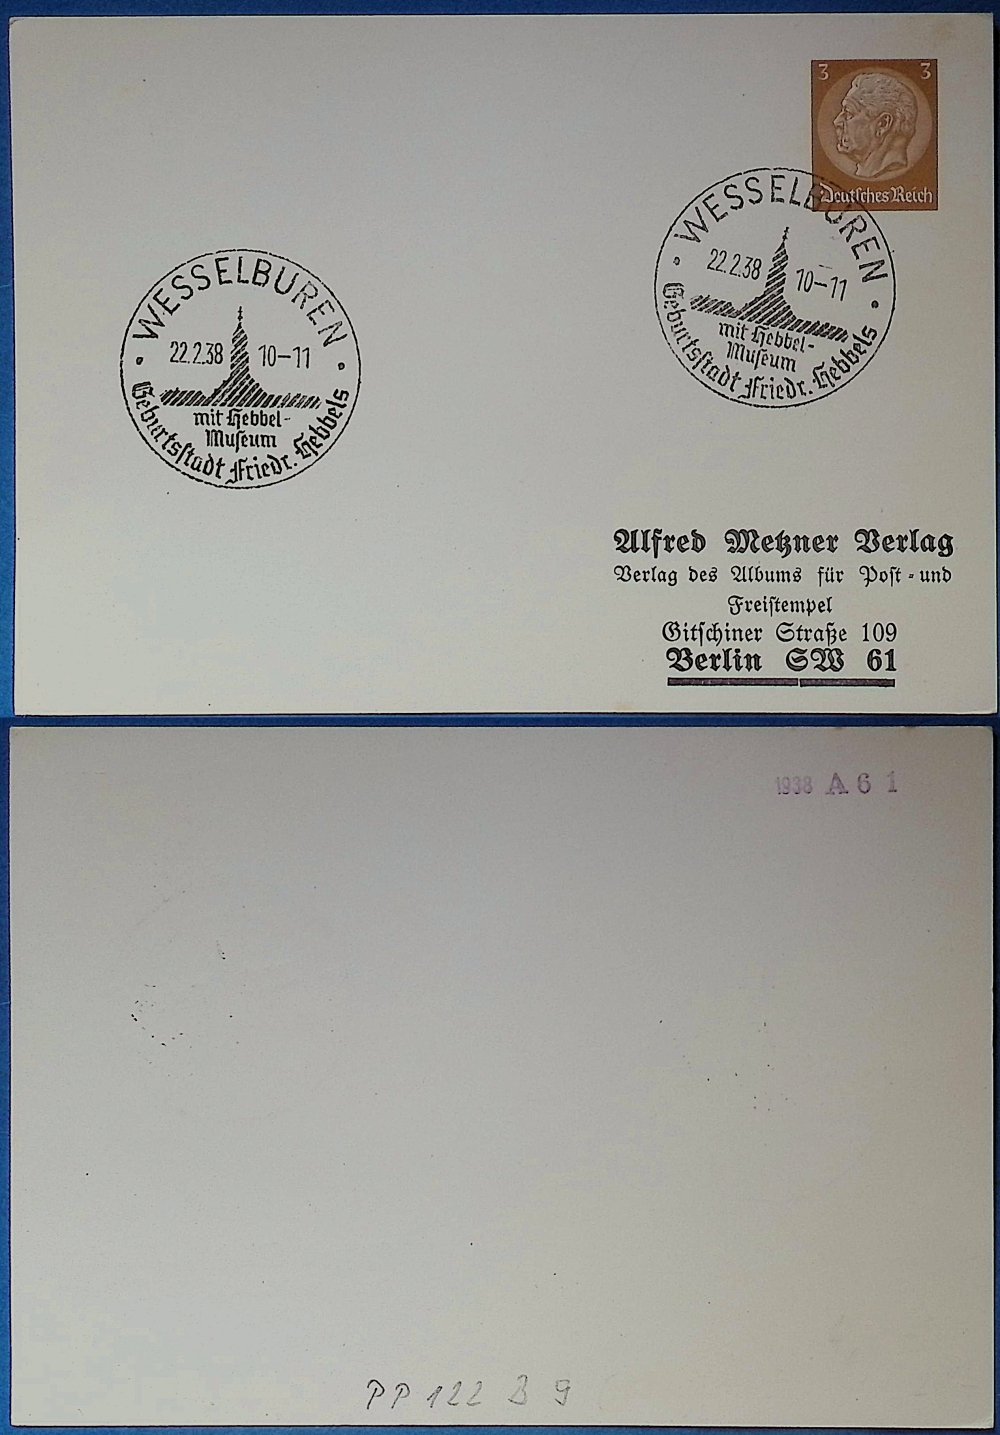 3 3
Deutsches Reich
WESSELBUREN
22.2.38 10-11
mit Hebbel-
Museum
Geburtsstadt Friedr. Hebbels
WESSELBUREN
22.2.38 10-11
mit Hebbel-
Museum
Geburtsstadt Friedr. Hebbels
Alfred Metzner Verlag
Verlag des Albums für Post- und
Freistempel
Gitschiner Straße 109
Berlin SW 61
1938 A 6 1
PP 122 B 9